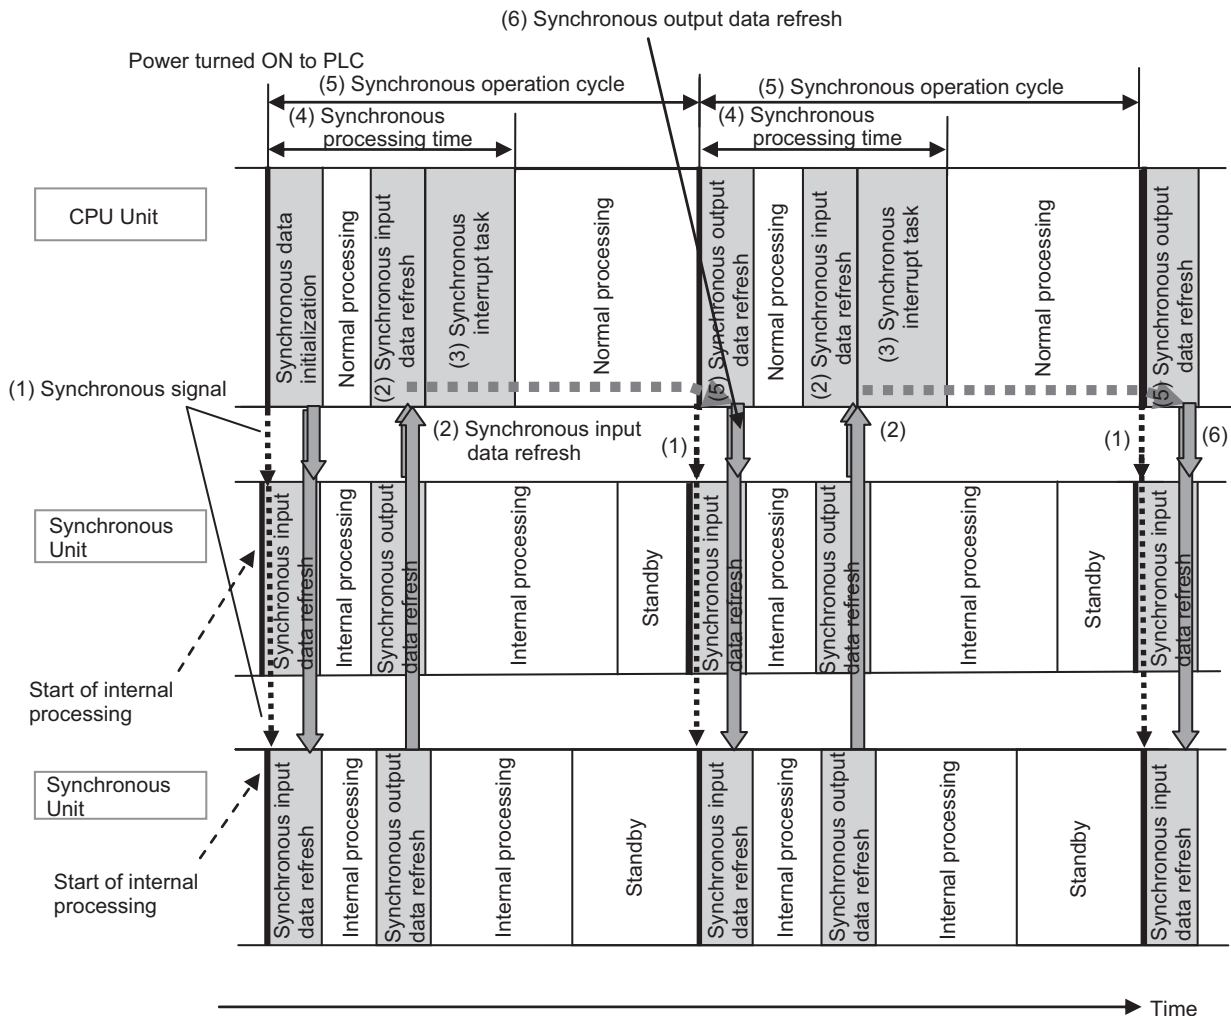 (6) Synchronous output data refresh
Power turned ON to PLC
(5) Synchronous operation cycle
(5) Synchronous operation cycle
(4) Synchronous
processing time
(4) Synchronous
processing time
CPU Unit
Synchronous data
initialization
Normal processing
(2) Synchronous input
data refresh
(3) Synchronous
interrupt task
Normal processing
(5) Synchronous output
data refresh
Normal processing
(2) Synchronous input
data refresh
(3) Synchronous
interrupt task
Normal processing
(5) Synchronous output
data refresh
(1) Synchronous signal
(2) Synchronous input
data refresh
(1)
(2)
(1)
(6)
Synchronous
Unit
Synchronous input
data refresh
Internal processing
Synchronous output
data refresh
Internal processing
Standby
Synchronous input
data refresh
Internal processing
Synchronous output
data refresh
Internal processing
Standby
Synchronous input
data refresh
Start of internal
processing
Synchronous
Unit
Synchronous input
data refresh
Internal processing
Synchronous output
data refresh
Internal processing
Standby
Synchronous input
data refresh
Internal processing
Synchronous output
data refresh
Internal processing
Standby
Synchronous input
data refresh
Start of internal
processing
Time